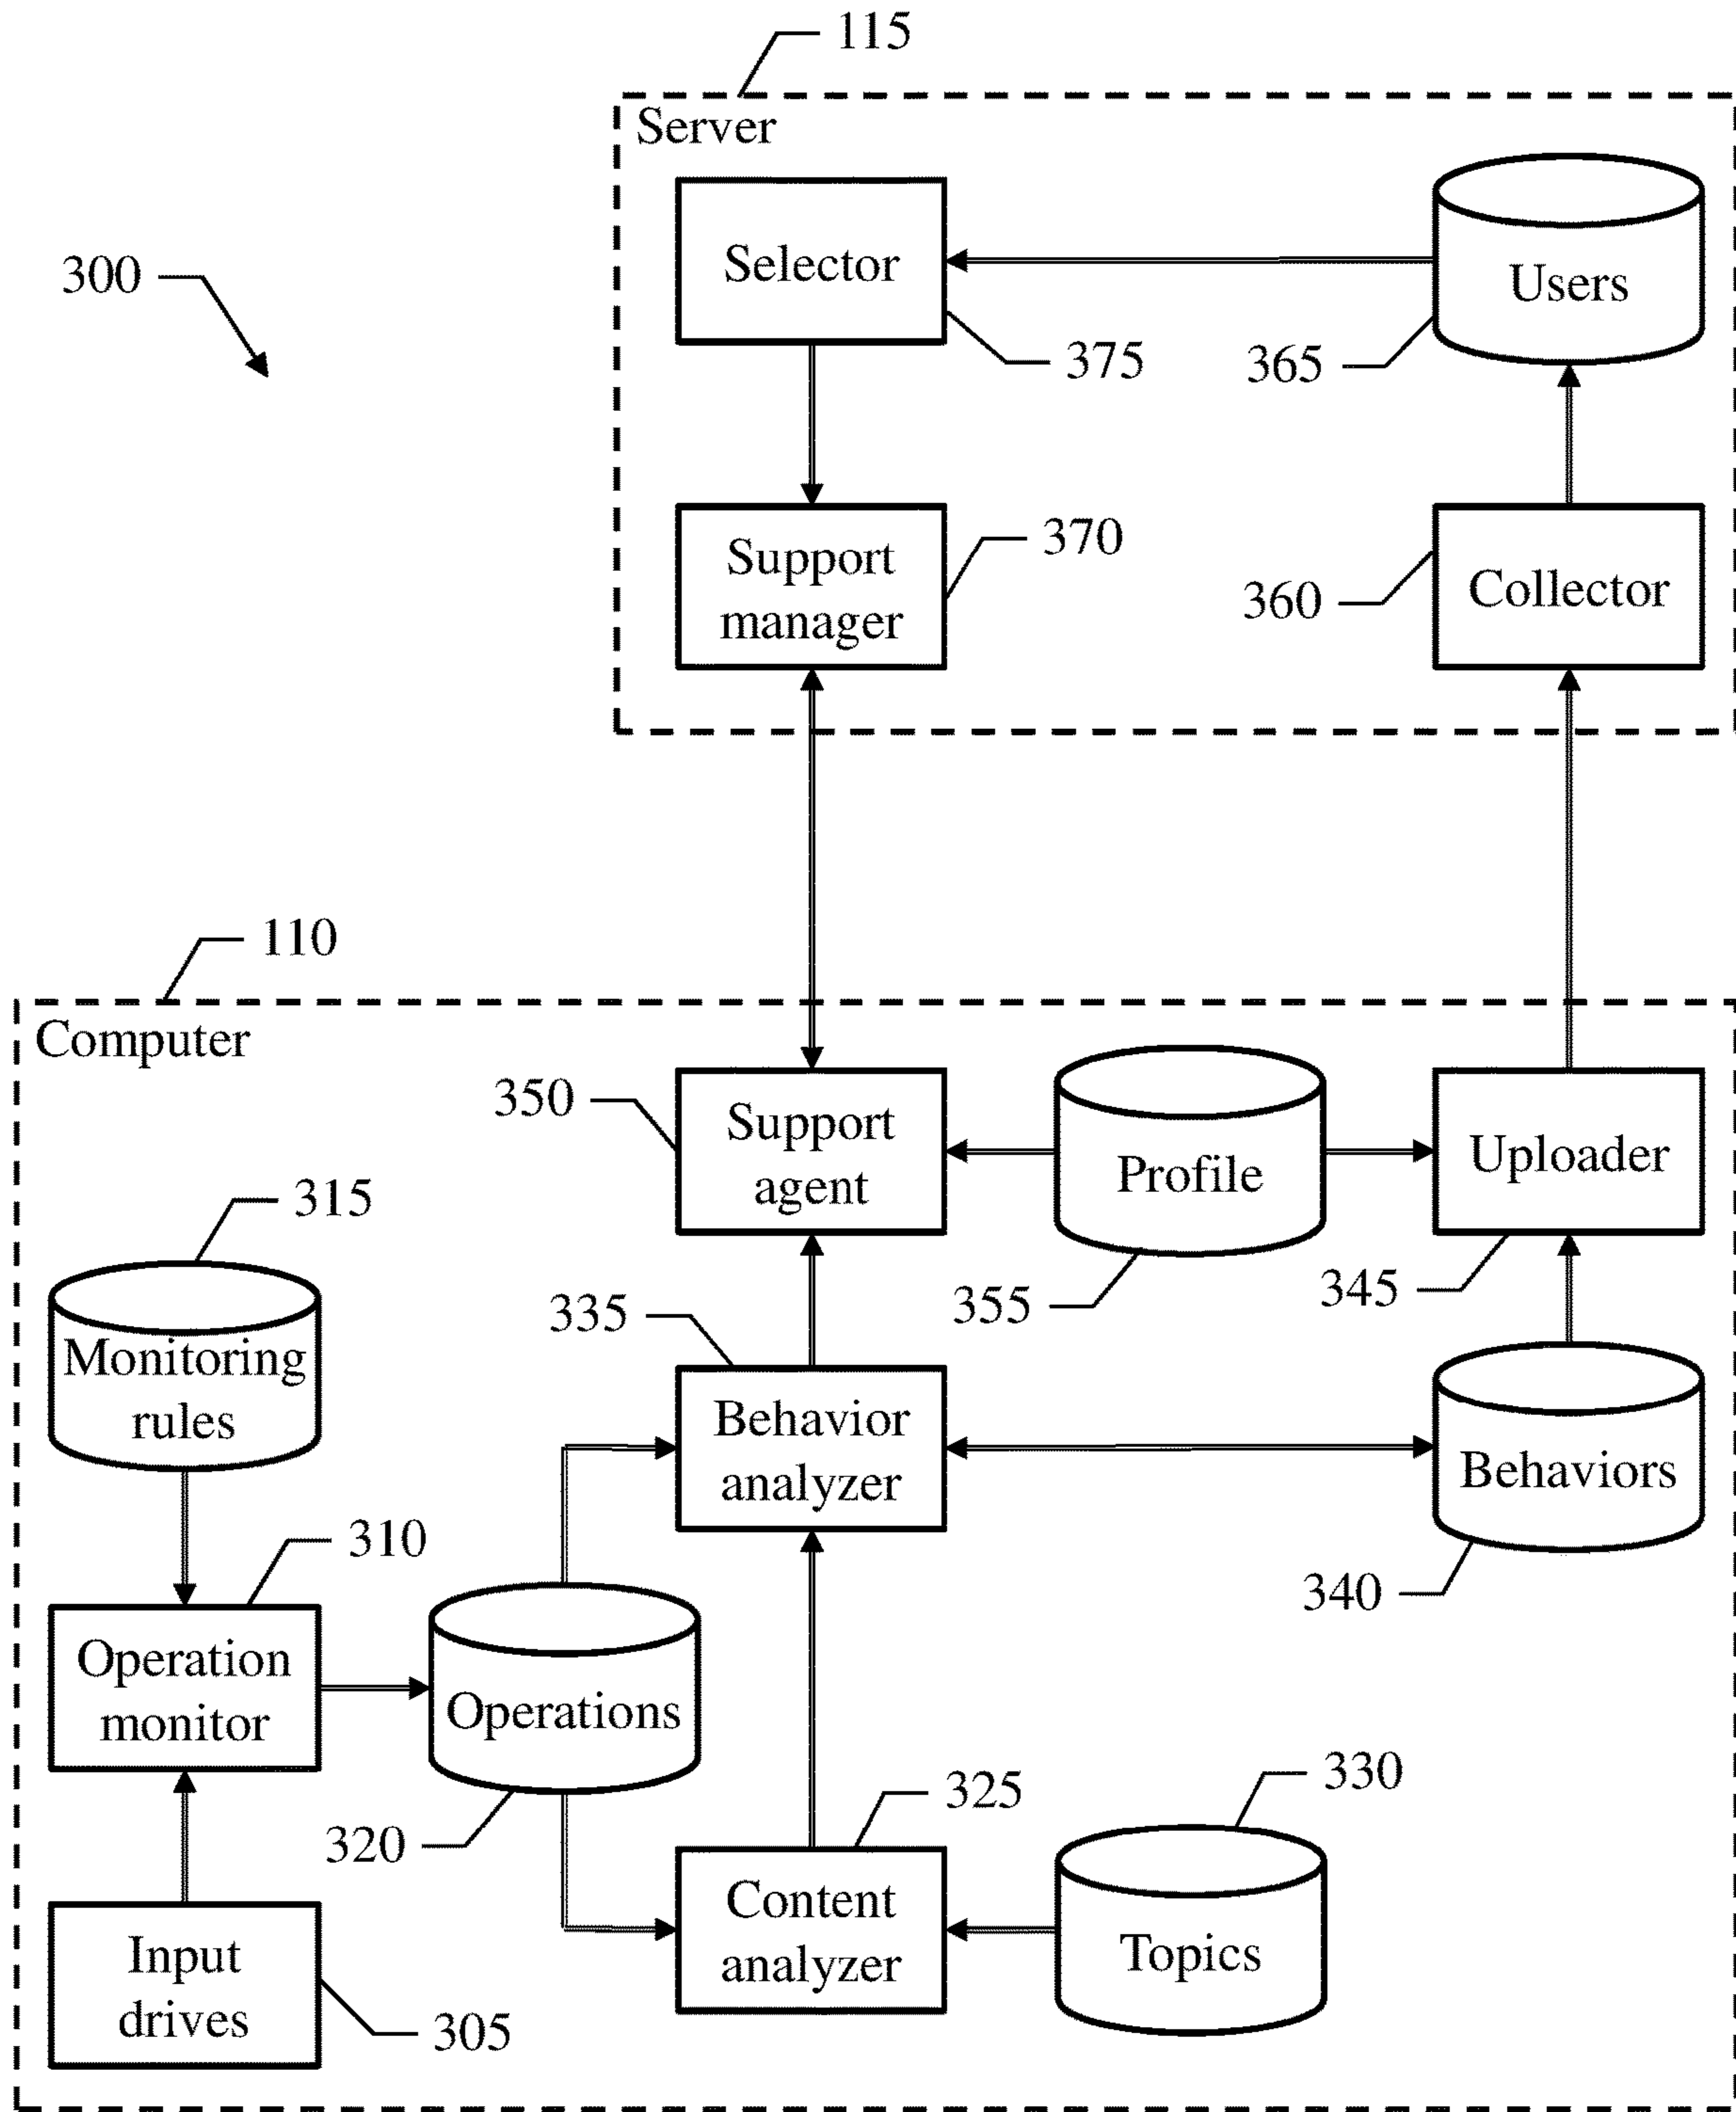 115
Server
Selector
Users
300
375
365
Support
manager
370
360
Collector
110
Computer
350
Support
agent
Profile
Uploader
315
335
355
345
Monitoring
rules
Behavior
analyzer
Behaviors
310
340
Operation
monitor
Operations
320
325
330
Content
analyzer
Topics
Input
drives
305